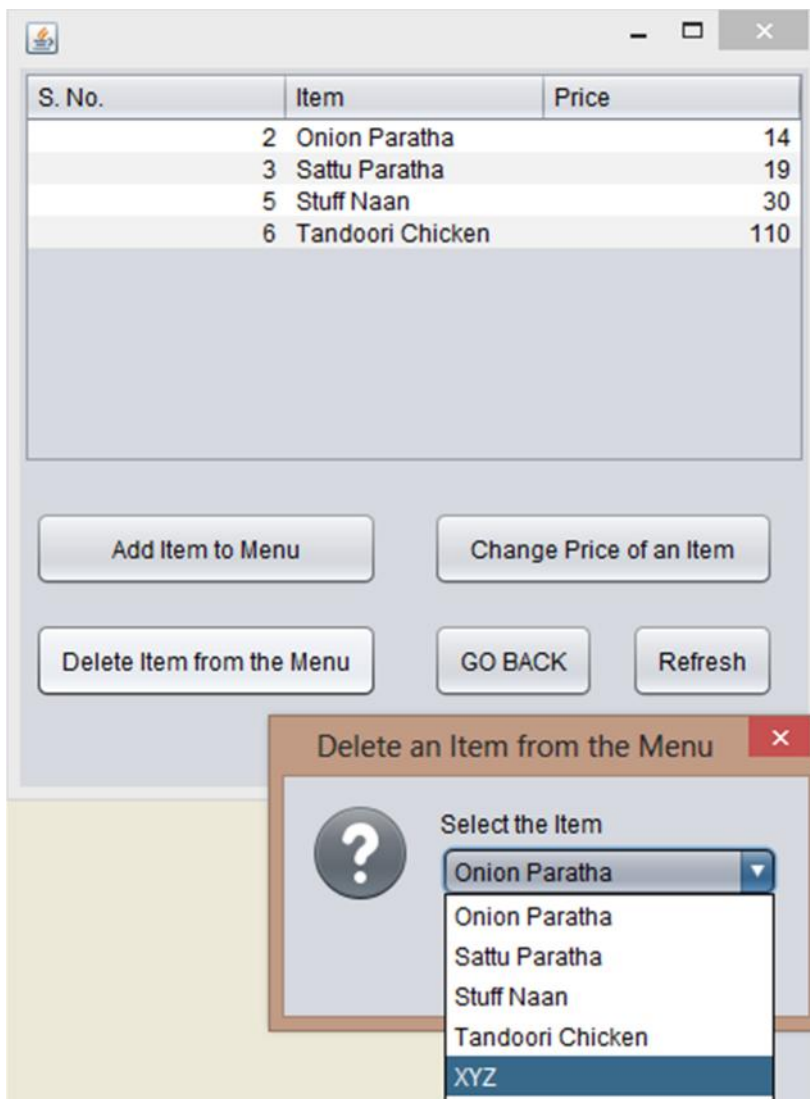 S. No. Item Price
2 Onion Paratha 14
3 Sattu Paratha 19
5 Stuff Naan 30
6 Tandoori Chicken 110
Add Item to Menu Change Price of an Item
Delete Item from the Menu GO BACK Refresh
Delete an Item from the Menu
Select the Item
Onion Paratha
Onion Paratha
Sattu Paratha
Stuff Naan
Tandoori Chicken
XYZ